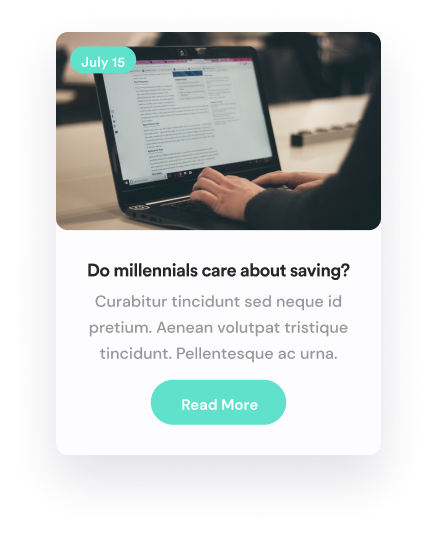 July 15
Do millennials care about saving?
Curabitur tincidunt sed neque id
pretium. Aenean volutpat tristique
tincidunt. Pellentesque ac urna.
Read More